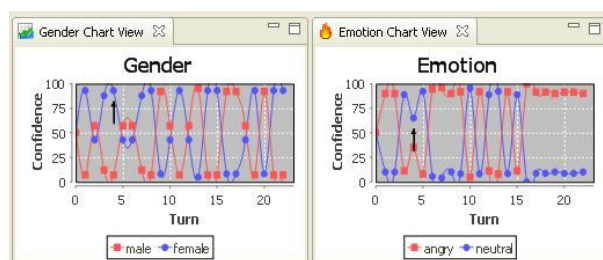 Gender Chart View
Gender
Confidence
100
75
50
25
0
0 5 10 15 20
Turn
male female
Emotion Chart View
Emotion
Confidence
100
75
50
25
0
0 5 10 15 20
Turn
angry neutral